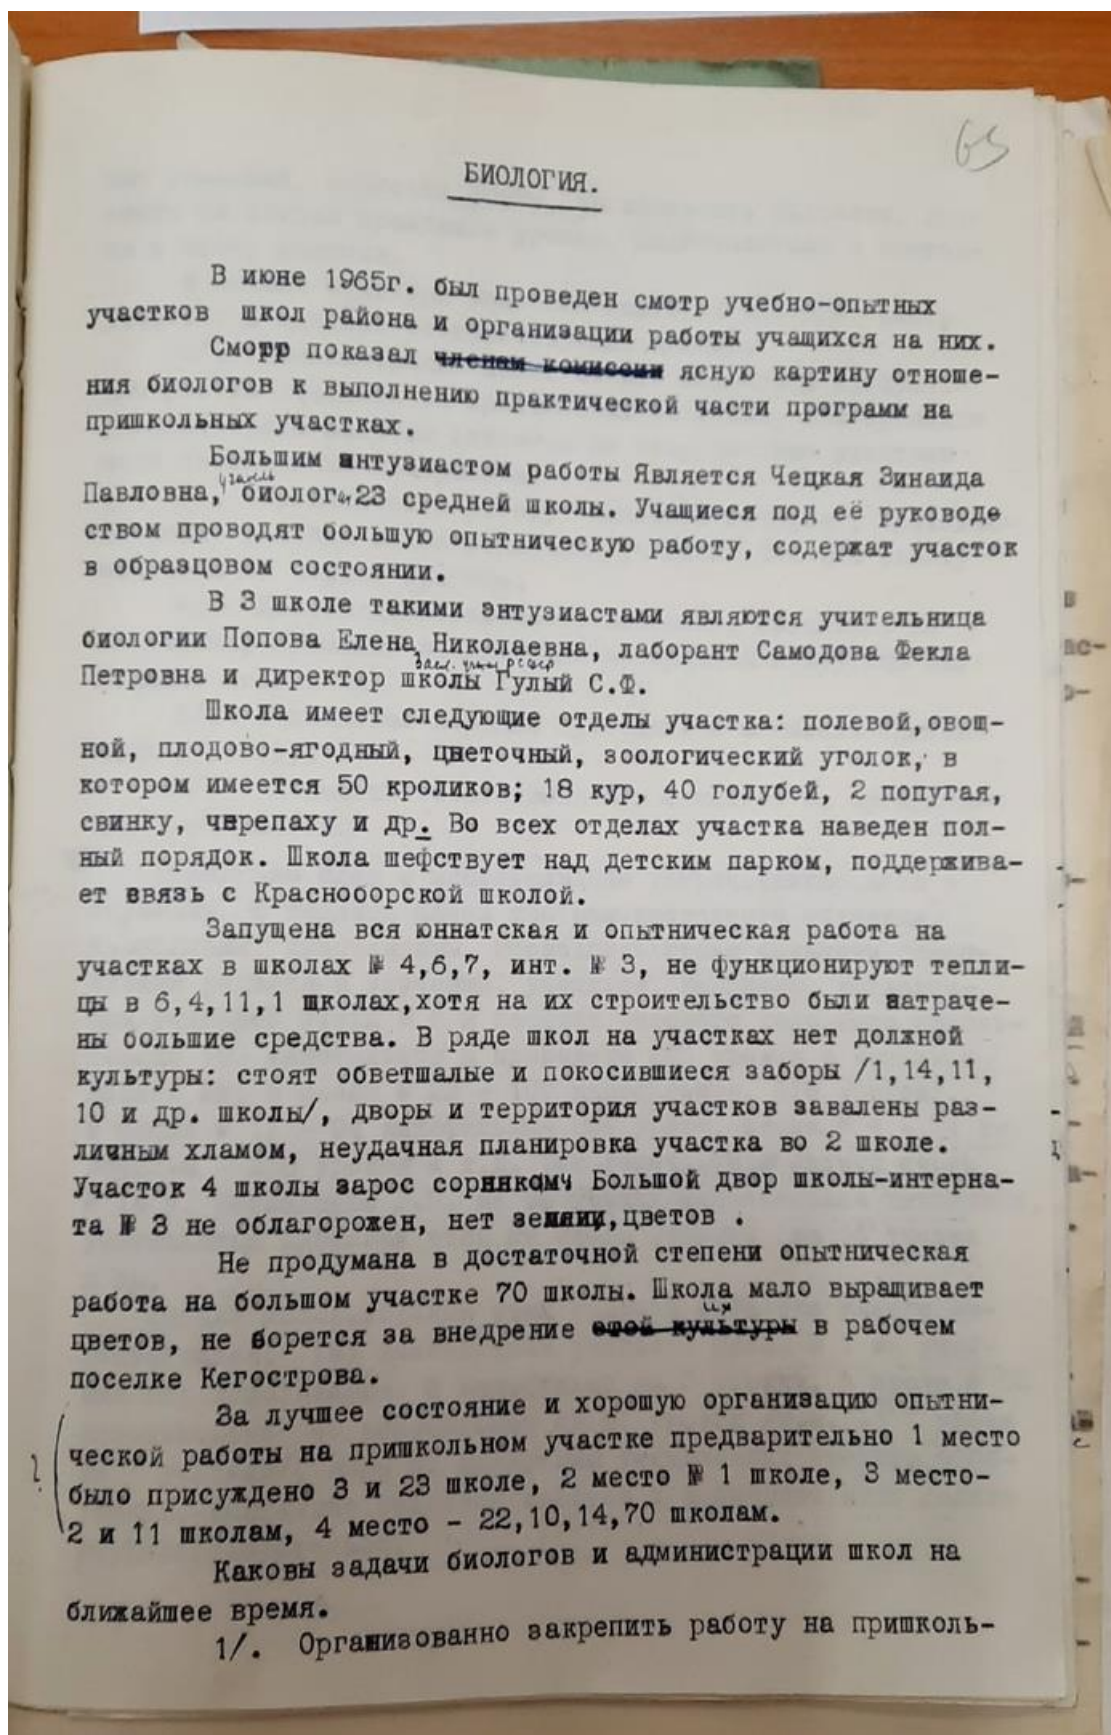 65
БИОЛОГИЯ.
В июне 1965г. был проведен смотр учебно-опытных
участков школ района и организации работы учащихся на них.
Смотр показал членам комиссии ясную картину отноше-
ния биологов к выполнению практической части программ на
пришкольных участках.
Большим энтузиастом работы Является Чецкая Зинаида
учитель
Павловна, биолог 23 средней школы. Учащиеся под её руковод
ством проводят большую опытническую работу, содержат участок
в образцовом состоянии.
В 3 школе такими энтузиастами являются учительница
биологии Попова Елена Николаевна, лаборант Самодова Фекла
Засл. РСФСР
Петровна и директор школы Гулый С.Ф.
Школа имеет следующие отделы участка: полевой,овощ-
ной, плодово-ягодный, цветочный, зоологический уголок, в
котором имеется 50 кроликов; 18 кур, 40 голубей, 2 попугая,
свинку, черепаху и др. Во всех отделах участка наведен пол-
ный порядок. Школа шефствует над детским парком, поддержива-
ет связь с Красноборской школой.
Запущена вся юннатская и опытническая работа на
участках в школах № 4,6,7, инт. № 3, не функционируют тепли-
цы в 6,4,11,1 школах,хотя на их строительство были затраче-
ны большие средства. В ряде школ на участках нет должной
культуры: стоят обветшалые и покосившиеся заборы /1,14,11,
10 и др. школы/, дворы и территория участков завалены раз-
личным хламом, неудачная планировка участка во 2 школе.
Участок 4 школы зарос сорняками Большой двор школы-интерна-
та № 3 не облагорожен, нет зелени,цветов .
Не продумана в достаточной степени опытническая
работа на большом участке 70 школы. Школа мало выращивает
их
цветов, не борется за внедрение этой культуры в рабочем
поселке Кегострова.
За лучшее состояние и хорошую организацию опытни-
ческой работы на пришкольном участке предварительно 1 место
?
было присуждено 3 и 23 школе, 2 место № 1 школе, 3 место-
2 и 11 школам, 4 место - 22,10,14,70 школам.
Каковы задачи биологов и администрации школ на
ближайшее время.
1/. Организованно закрепить работу на пришколь-